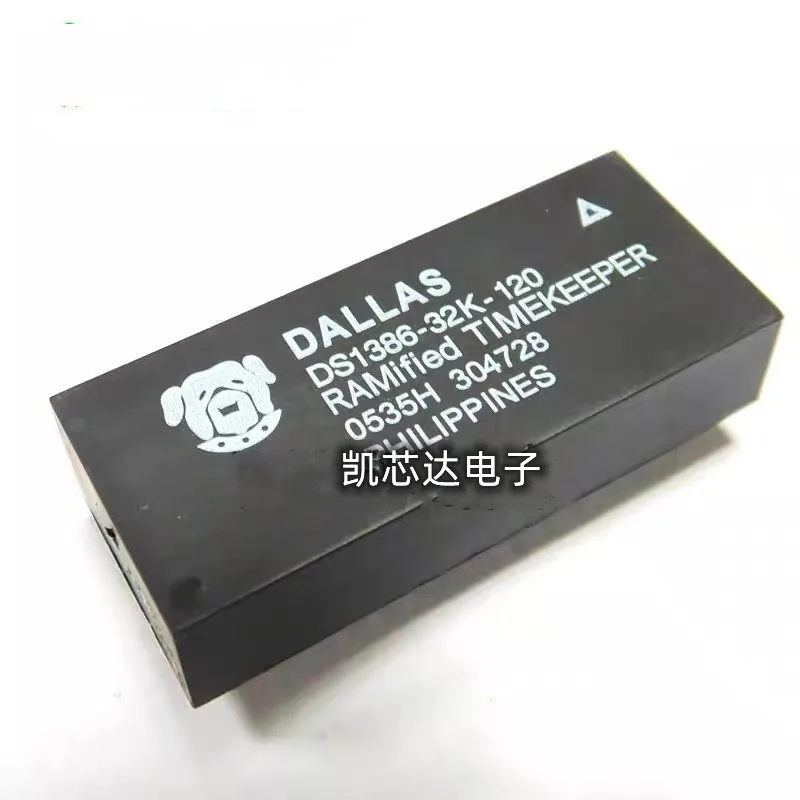 DALLAS
DS1386-32K-120
RAMified TIMEKEEPER
0535H 304728
PHILIPPINES
凯芯达电子